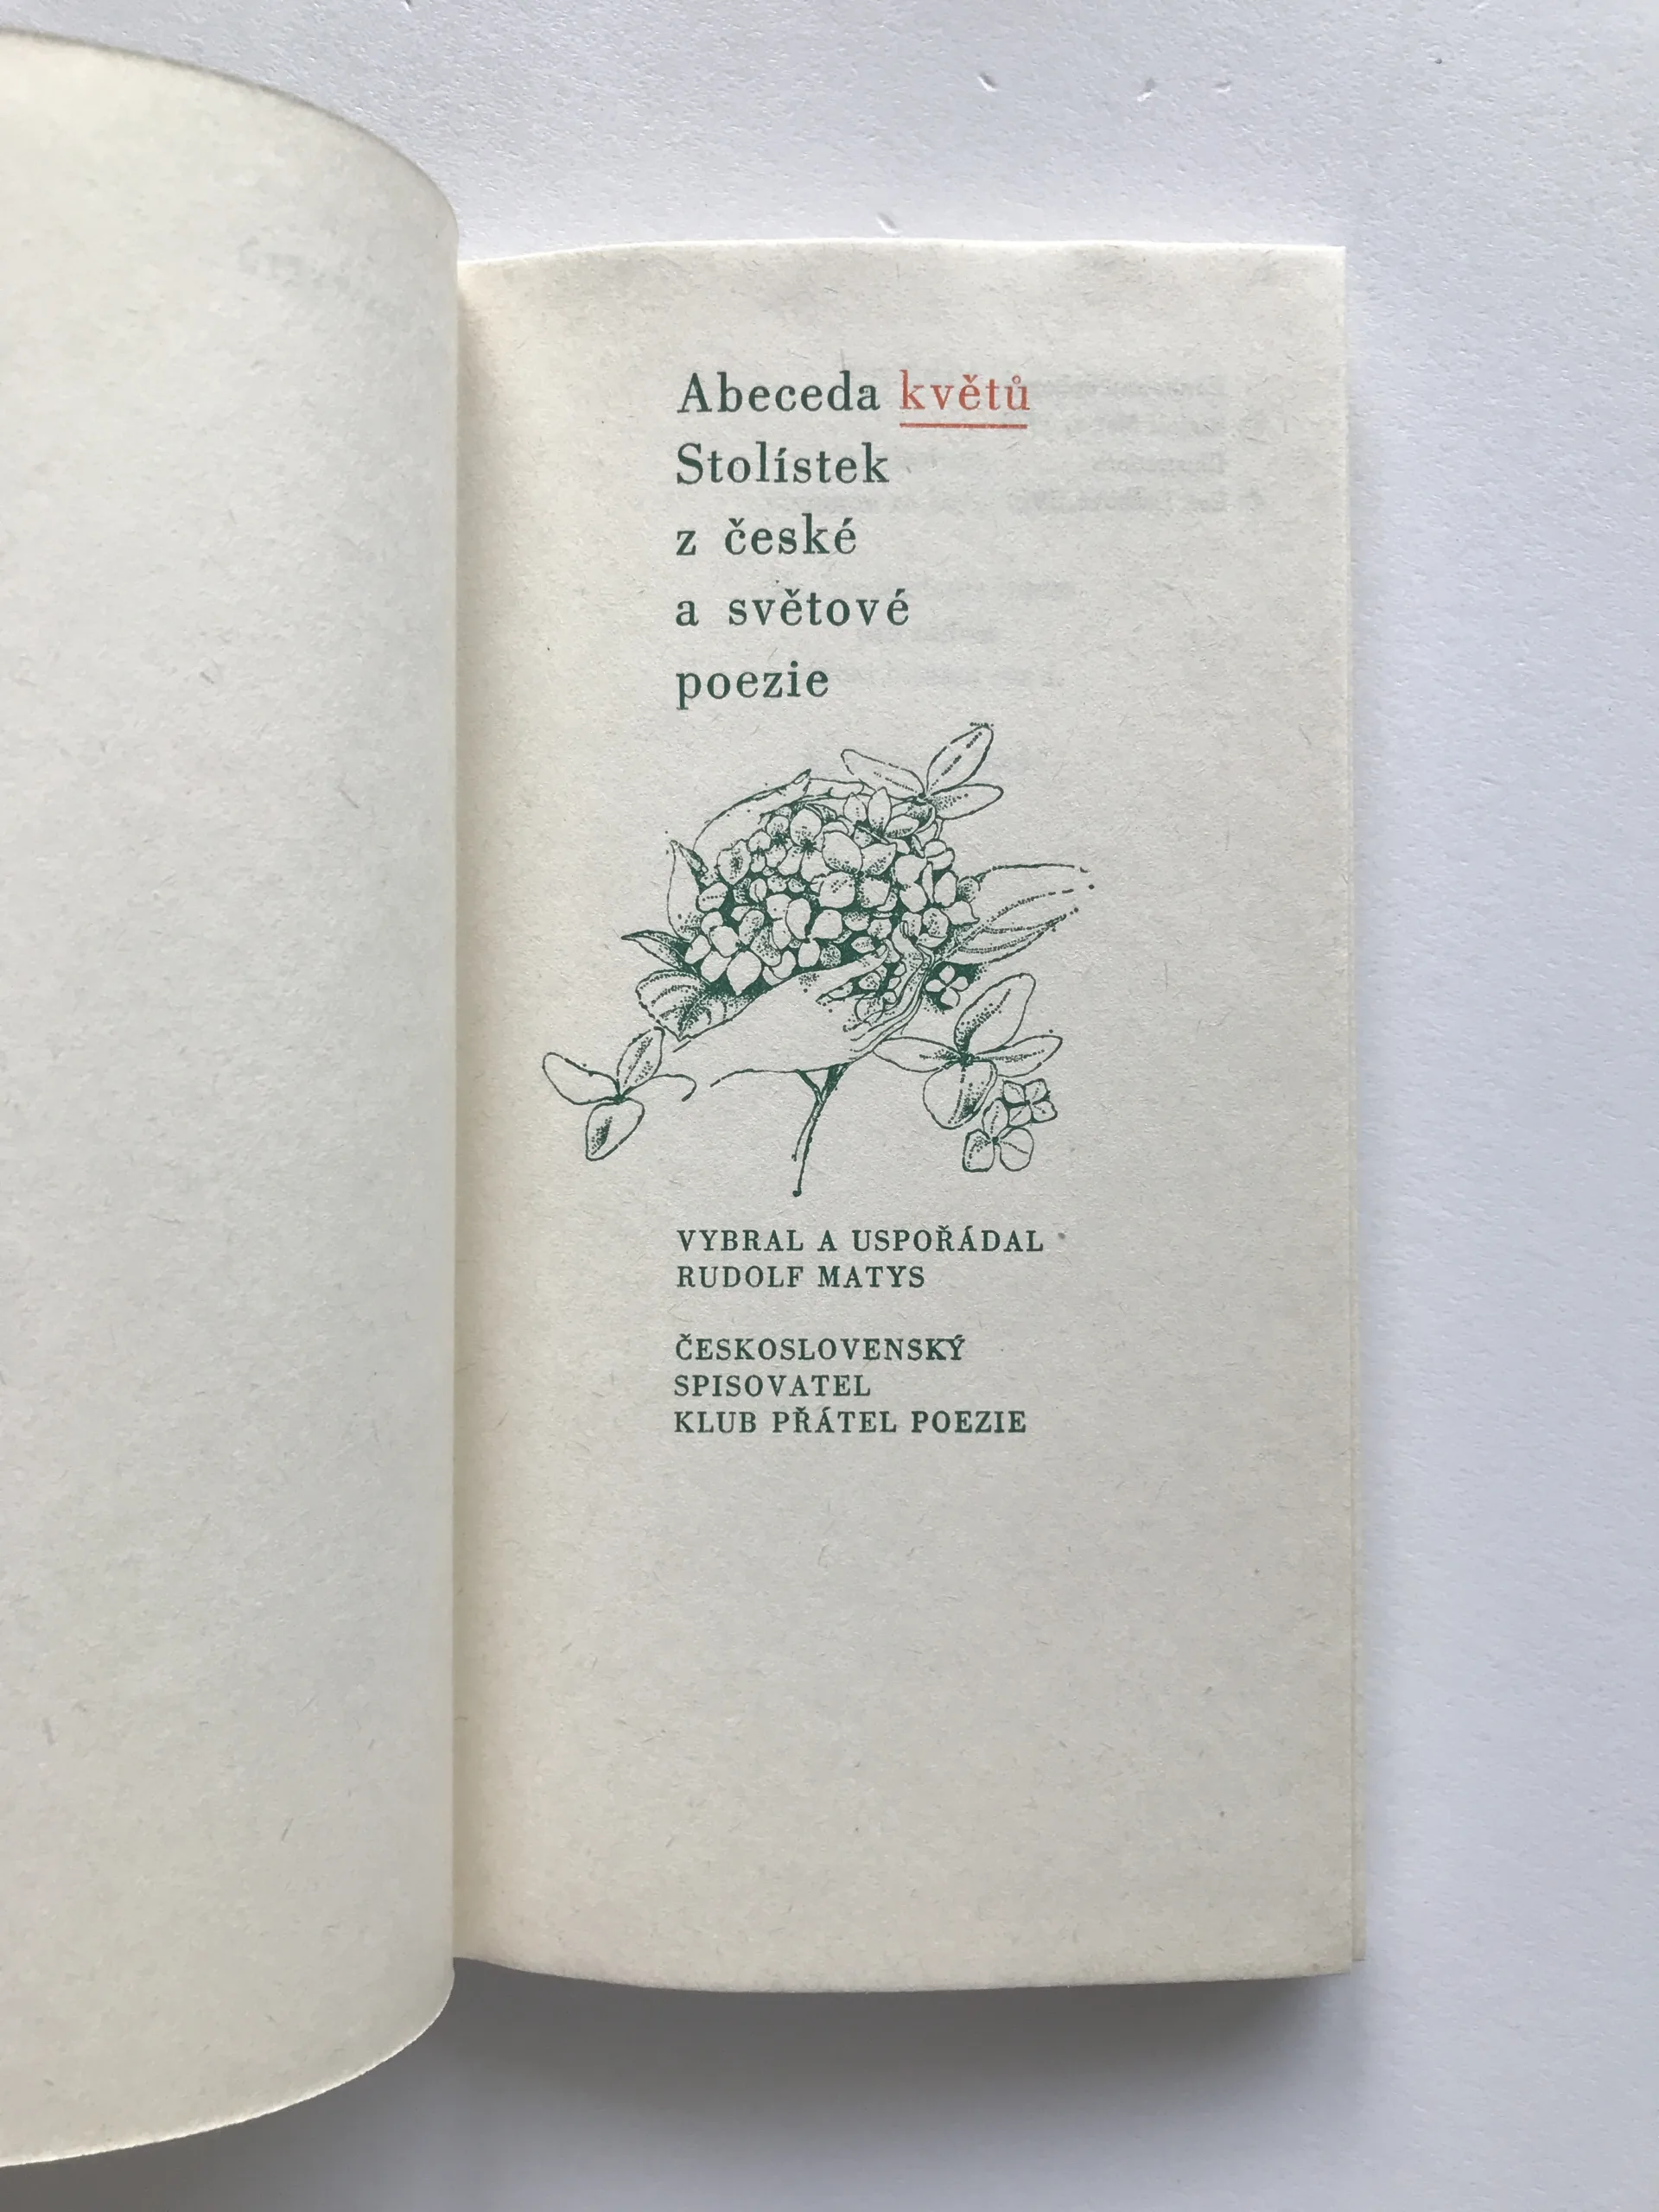 Abeceda květů
Stolístek
z české
a světové
poezie
VYBRAL A USPOŘÁDAL
RUDOLF MATYS
ČESKOSLOVENSKÝ
SPISOVATEL
KLUB PŘÁTEL POEZIE